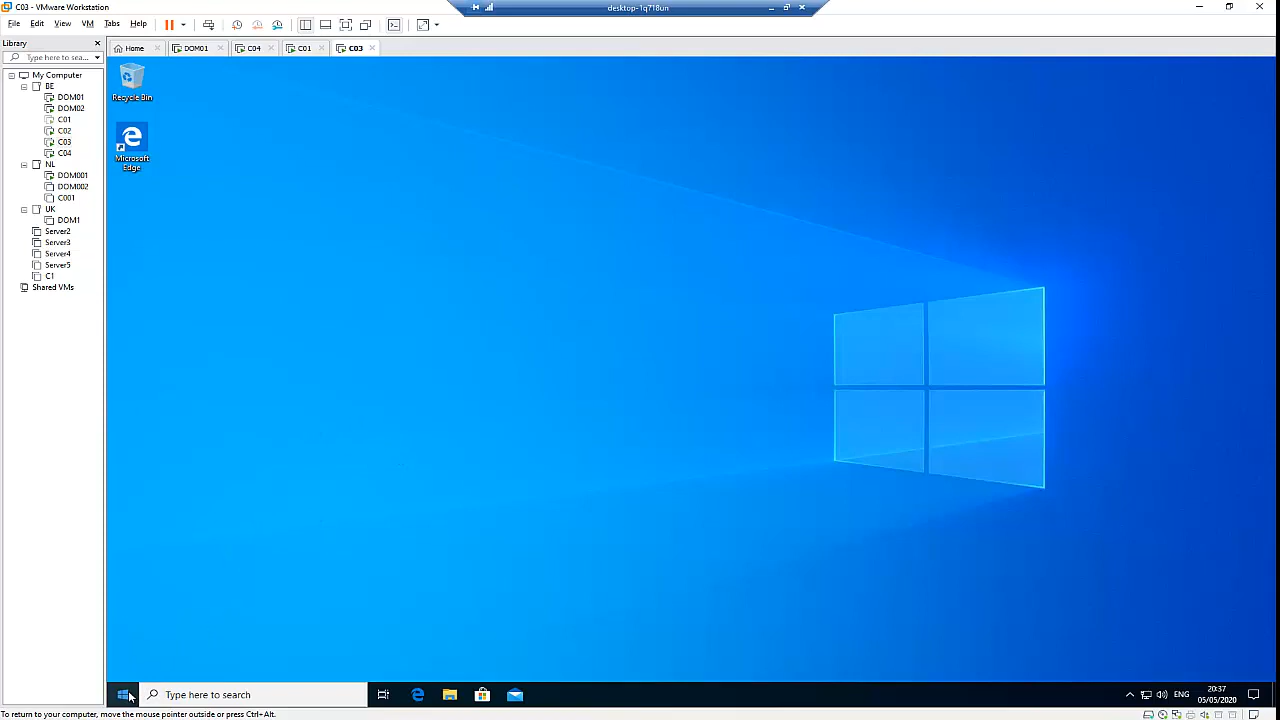 C03 - VMware Workstation
desktop-1q718un
File Edit View VM Tabs Help
Library
Type here to sea...
Home DOM01 C04 C01 C03
My Computer
BE
DOM01
DOM02
C01
C02
C03
C04
NL
DOM001
DOM002
C001
UK
DOM1
Server2
Server3
Server4
Server5
C1
Shared VMs
Recycle Bin
Microsoft
Edge
Type here to search
ENG
20:37
05/05/2020
To return to your computer, move the mouse pointer outside or press Ctrl+Alt.